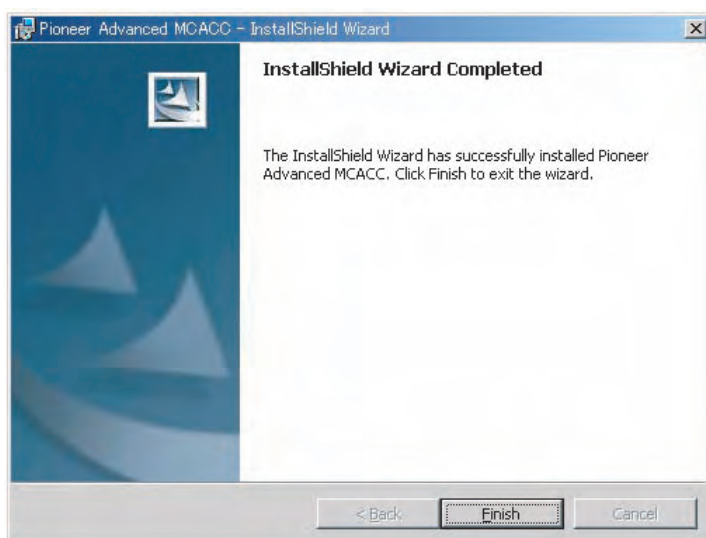 Pioneer Advanced MCACC - InstallShield Wizard
InstallShield Wizard Completed
The InstallShield Wizard has successfully installed Pioneer
Advanced MCACC. Click Finish to exit the wizard.
< Back Finish Cancel